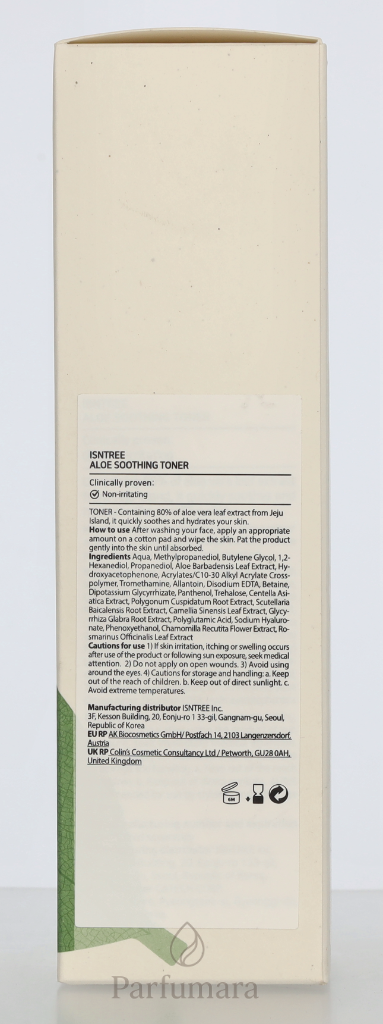 ISNTREE
ALOE SOOTHING TONER
Clinically proven:
Non-irritating
TONER - Containing 80% of aloe vera leaf extract from Jeju
Island, it quickly soothes and hydrates your skin.
How to use After washing your face, apply an appropriate
amount on a cotton pad and wipe the skin. Pat the product
gently into the skin until absorbed.
Ingredients Aqua, Methylpropanediol, Butylene Glycol, 1,2-
Hexanediol, Propanediol, Aloe Barbadensis Leaf Extract, Hy-
droxyacetophenone, Acrylates/C10-30 Alkyl Acrylate Cross-
polymer, Tromethamine, Allantoin, Disodium EDTA, Betaine,
Dipotassium Glycyrrhizate, Panthenol, Trehalose, Centella Asi-
atica Extract, Polygonum Cuspidatum Root Extract, Scutellaria
Baicalensis Root Extract, Camellia Sinensis Leaf Extract, Glycy-
rrhiza Glabra Root Extract, Polyglutamic Acid, Sodium Hyaluro-
nate, Phenoxyethanol, Chamomilla Recutita Flower Extract, Ro-
smarinus Officinalis Leaf Extract
Cautions for use 1) If skin irritation, itching or swelling occurs
after use of the product or following sun exposure, seek medical
attention. 2) Do not apply on open wounds. 3) Avoid using
around the eyes. 4) Cautions for storage and handling: a. Keep
out of the reach of children. b. Keep out of direct sunlight. c.
Avoid extreme temperatures.
Manufacturing distributor ISNTREE Inc.
3F, Kesson Building, 20, Eonju-ro 1 33-gil, Gangnam-gu, Seoul,
Republic of Korea
EU RP AK Biocosmetics GmbH/ Postfach 14, 2103 Langenzendorf,
Austria
UK RP Colin's Cosmetic Consultancy Ltd / Petworth, GU28 0AH,
United Kingdom
Parfumara